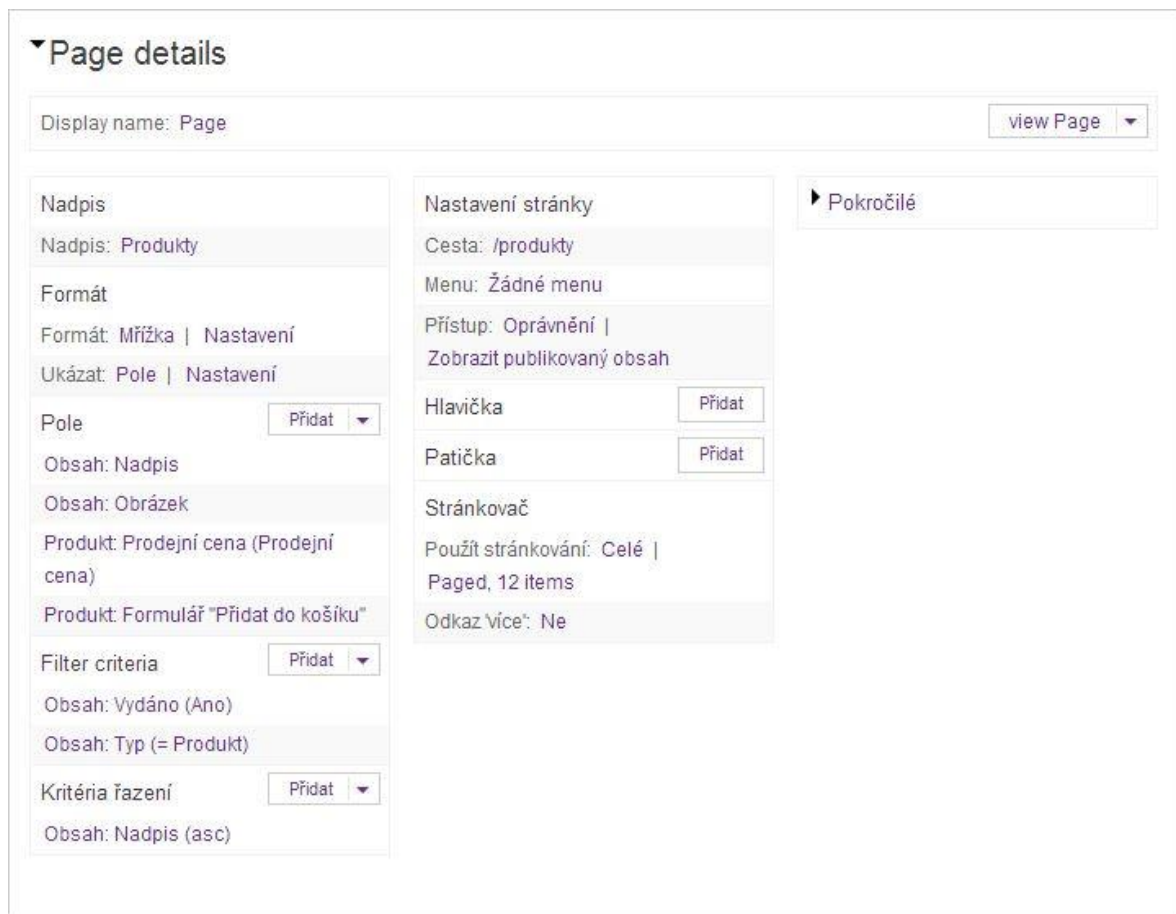 Page details
Display name: Page
view Page
Nadpis
Nadpis: Produkty
Formát
Formát: Mřížka | Nastavení
Ukázat: Pole | Nastavení
Pole
Přidat
Obsah: Nadpis
Obsah: Obrázek
Produkt: Prodejní cena (Prodejní
cena)
Produkt: Formulář "Přidat do košíku"
Filter criteria
Přidat
Obsah: Vydáno (Ano)
Obsah: Typ (= Produkt)
Kritéria řazení
Přidat
Obsah: Nadpis (asc)
Nastavení stránky
Cesta: /produkty
Menu: Žádné menu
Přístup: Oprávnění |
Zobrazit publikovaný obsah
Hlavička
Přidat
Patička
Přidat
Stránkovač
Použít stránkování: Celé |
Paged, 12 items
Odkaz 'více': Ne
Pokročilé